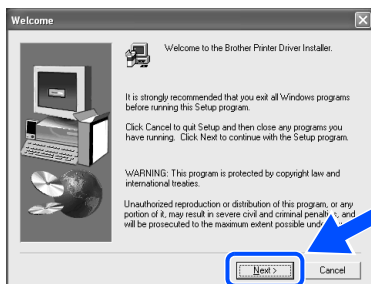 Welcome
Welcome to the Brother Printer Driver Installer.
It is strongly recommended that you exit all Windows programs
before running this Setup program.
Click Cancel to quit Setup and then close any programs you
have running. Click Next to continue with the Setup program.
WARNING: This program is protected by copyright law and
international treaties.
Unauthorized reproduction or distribution of this program, or any
portion of it, may result in severe civil and criminal penalties, and
will be prosecuted to the maximum extent possible
Next >
Cancel